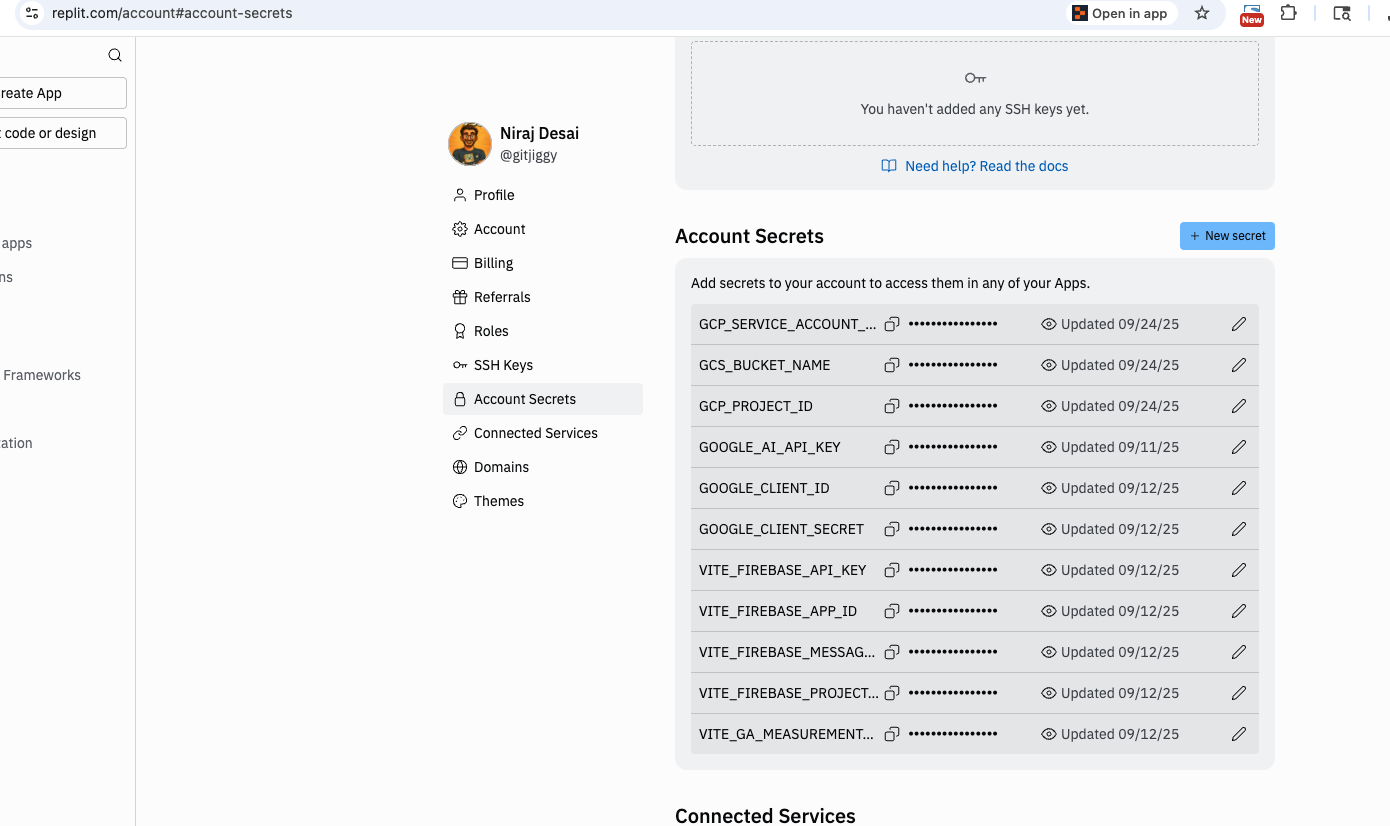 replit.com/account#account-secrets
Open in app
New
reate App
code or design
apps
ns
Frameworks
tation
Niraj Desai
@gitjiggy
Profile
Account
Billing
Referrals
Roles
SSH Keys
Account Secrets
Connected Services
Domains
Themes
You haven't added any SSH keys yet.
Need help? Read the docs
Account Secrets
+ New secret
Add secrets to your account to access them in any of your Apps.
GCP_SERVICE_ACCOUNT_... •••••••••••••••• Updated 09/24/25
GCS_BUCKET_NAME •••••••••••••••• Updated 09/24/25
GCP_PROJECT_ID •••••••••••••••• Updated 09/24/25
GOOGLE_AI_API_KEY •••••••••••••••• Updated 09/11/25
GOOGLE_CLIENT_ID •••••••••••••••• Updated 09/12/25
GOOGLE_CLIENT_SECRET •••••••••••••••• Updated 09/12/25
VITE_FIREBASE_API_KEY •••••••••••••••• Updated 09/12/25
VITE_FIREBASE_APP_ID •••••••••••••••• Updated 09/12/25
VITE_FIREBASE_MESSAG... •••••••••••••••• Updated 09/12/25
VITE_FIREBASE_PROJECT... •••••••••••••••• Updated 09/12/25
VITE_GA_MEASUREMENT... •••••••••••••••• Updated 09/12/25
Connected Services